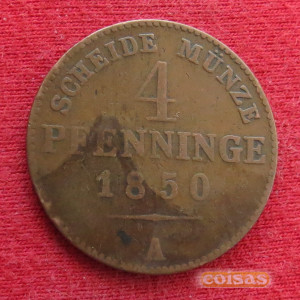 SCHEIDE MÜNZE
4
PFENNINGE
1850
A
coisas